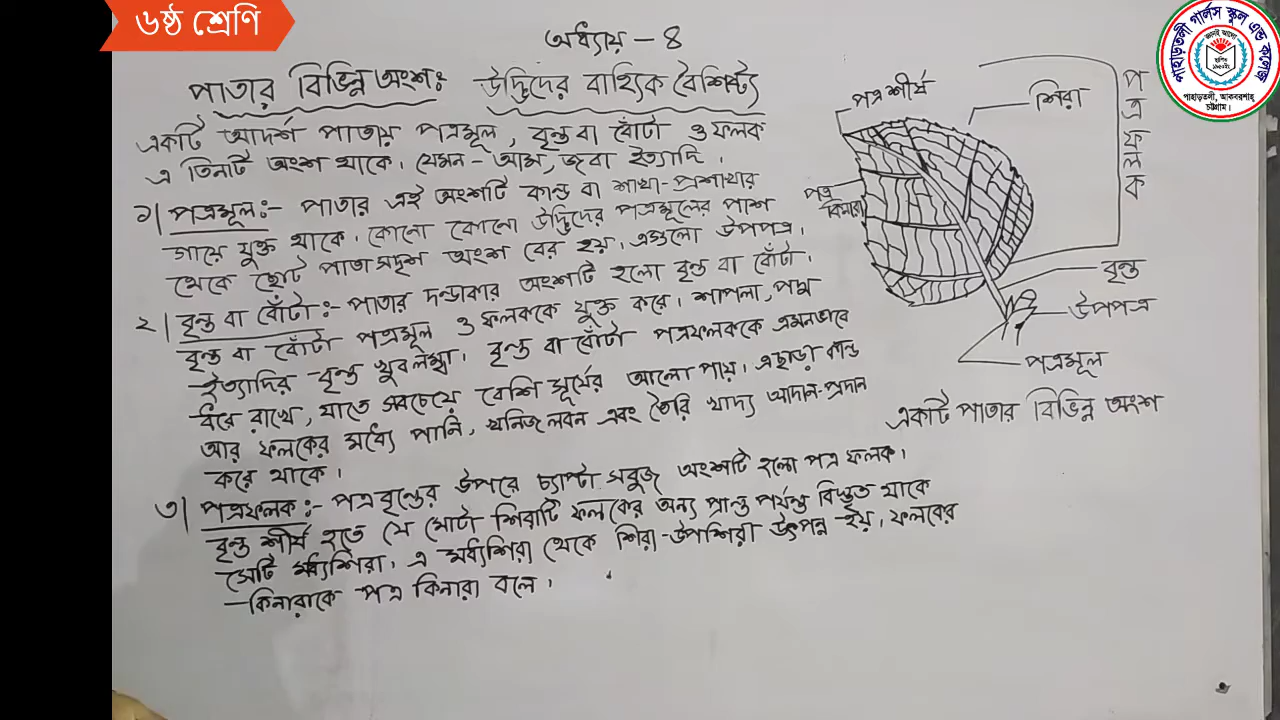 ৬ষ্ঠ শ্রেণি
অধ্যায় - ৪
পাতার বিভিন্ন অংশঃ উদ্ভিদের বাহ্যিক বৈশিষ্ট্য
একটি আদর্শ পাতায় পত্রমূল, বৃন্ত বা বোঁটা ও ফলক
এ তিনটি অংশ থাকে। যেমন - আম, জবা ইত্যাদি।
১| পত্রমূল:- পাতার এই অংশটি কান্ড বা শাখা-প্রশাখার
গায়ে যুক্ত থাকে। কোনো কোনো উদ্ভিদের পত্রমূলের পাশ
থেকে ছোট পাতা সদৃশ অংশ বের হয়। এগুলো উপপত্র।
২| বৃন্ত বা বোঁটা:- পাতার দন্ডাকার অংশটি হলো বৃন্ত বা বোঁটা।
বৃন্ত বা বোঁটা পত্রমূল ও ফলককে যুক্ত করে। শাপলা, পদ্ম
ইত্যাদির বৃন্ত খুব লম্বা। বৃন্ত বা বোঁটা পত্রফলককে এমনভাবে
ধরে রাখে, যাতে সবচেয়ে বেশি সূর্যের আলো পায়। এছাড়া কান্ড
আর ফলকের মধ্যে পানি, খনিজ লবন এবং তৈরি খাদ্য আদান-প্রদান
করে থাকে।
৩| পত্রফলক:- পত্রবৃন্তের উপরে চ্যাপ্টা সবুজ অংশটি হলো পত্র ফলক।
বৃন্ত শীর্ষ হতে যে মোটা শিরাটি ফলকের অন্য প্রান্ত পর্যন্ত বিস্তৃত থাকে
সেটি মধ্যশিরা। এ মধ্যশিরা থেকে শিরা-উপশিরা উৎপন্ন হয়। ফলকের
কিনারাকে পত্র কিনারা বলে।
পত্রশীর্ষ
শিরা
পত্রফলক
পত্র
কিনারা
বৃন্ত
উপপত্র
পত্রমূল
একটি পাতার বিভিন্ন অংশ
পাহাড়তলী গার্লস স্কুল এন্ড কলেজ
পাহাড়তলী, আকবরশাহ্
চট্টগ্রাম।